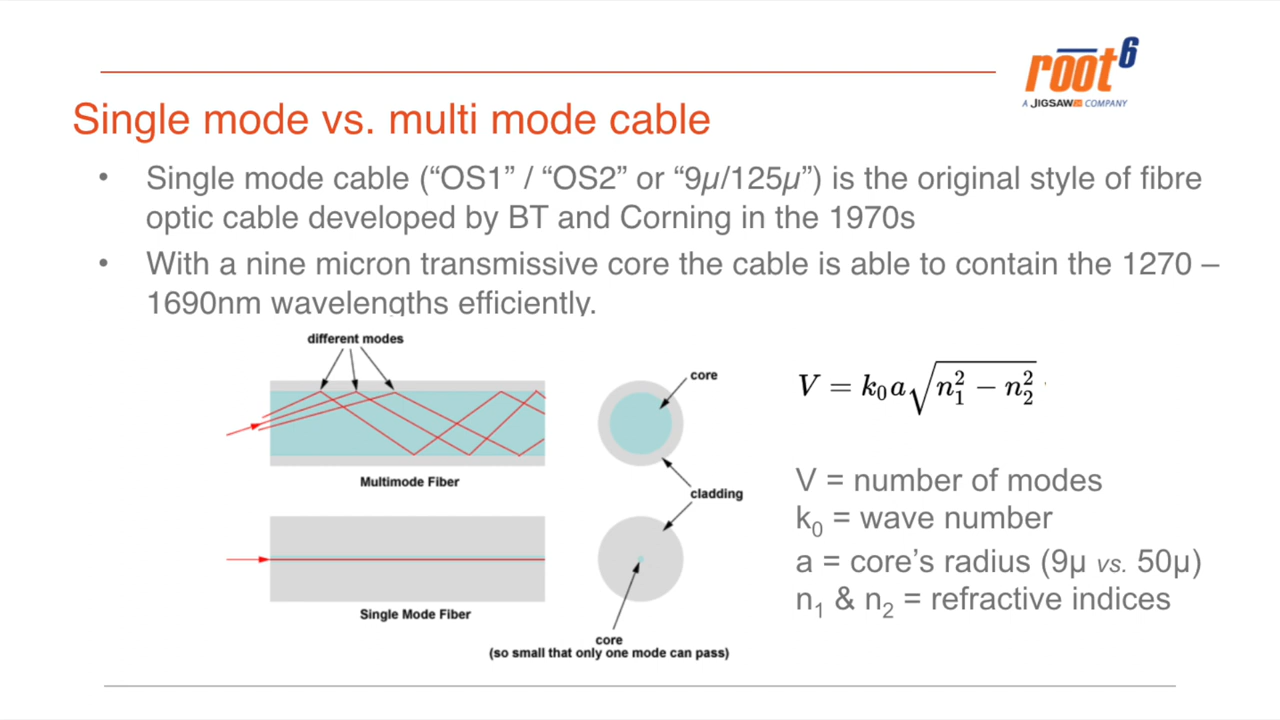 root6
A JIGSAW24 COMPANY
Single mode vs. multi mode cable
• Single mode cable (“OS1” / “OS2” or “9µ/125µ”) is the original style of fibre
optic cable developed by BT and Corning in the 1970s
• With a nine micron transmissive core the cable is able to contain the 1270 –
1690nm wavelengths efficiently.
different modes
Multimode Fiber
core
cladding
Single Mode Fiber
core
(so small that only one mode can pass)
V = k₀a√(n₁² − n₂²)
V = number of modes
k₀ = wave number
a = core’s radius (9µ vs. 50µ)
n₁ & n₂ = refractive indices